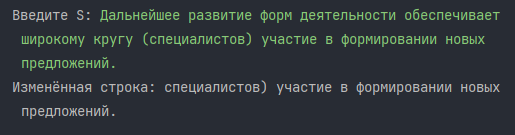 Введите S: Дальнейшее развитие форм деятельности обеспечивает
широкому кругу (специалистов) участие в формировании новых
предложений.
Изменённая строка: специалистов) участие в формировании новых
предложений.